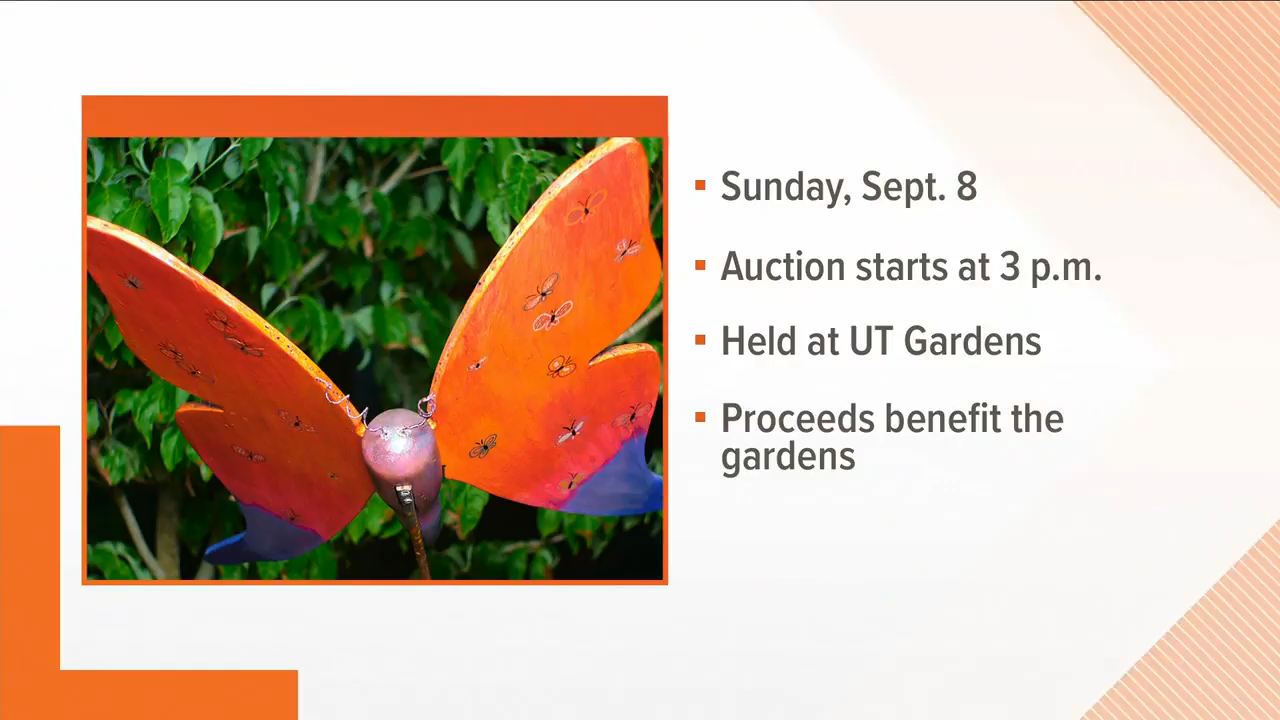 Sunday, Sept. 8
Auction starts at 3 p.m.
Held at UT Gardens
Proceeds benefit the
gardens